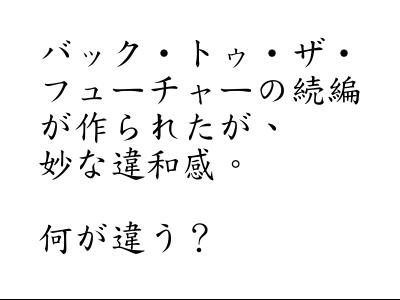 バック・トゥ・ザ・
フューチャーの続編
が作られたが、
妙な違和感。
何が違う？